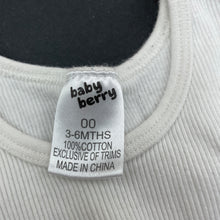 baby
berry
00
3-6MTHS
100%COTTON
EXCLUSIVE OF TRIMS
MADE IN CHINA